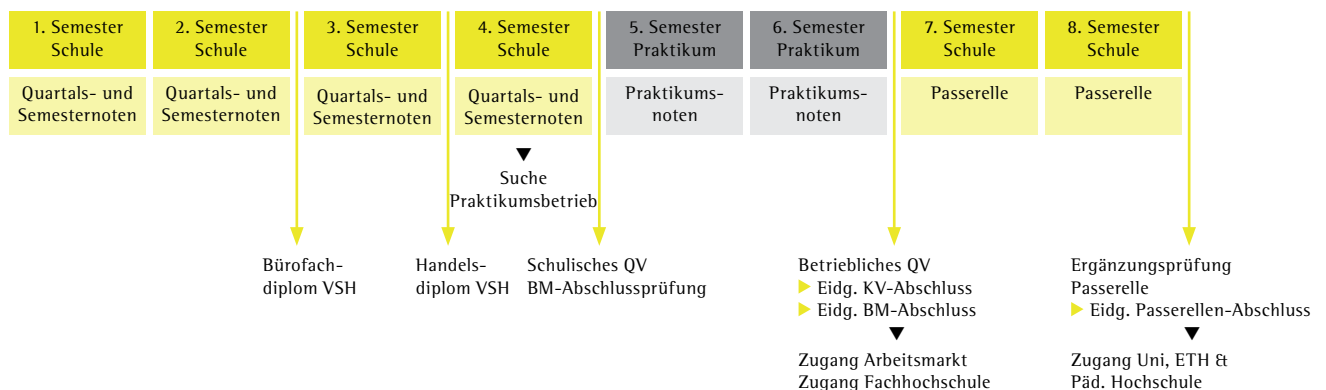 1. Semester
Schule
2. Semester
Schule
3. Semester
Schule
4. Semester
Schule
5. Semester
Praktikum
6. Semester
Praktikum
7. Semester
Schule
8. Semester
Schule
Quartals- und
Semesternoten
Quartals- und
Semesternoten
Quartals- und
Semesternoten
Quartals- und
Semesternoten
Praktikums-
noten
Praktikums-
noten
Passerelle
Passerelle
Suche
Praktikumsbetrieb
Bürofach-
diplom VSH
Handels-
diplom VSH
Schulisches QV
BM-Abschlussprüfung
Betriebliches QV
Eidg. KV-Abschluss
Eidg. BM-Abschluss
Zugang Arbeitsmarkt
Zugang Fachhochschule
Ergänzungsprüfung
Passerelle
Eidg. Passerellen-Abschluss
Zugang Uni, ETH &
Päd. Hochschule